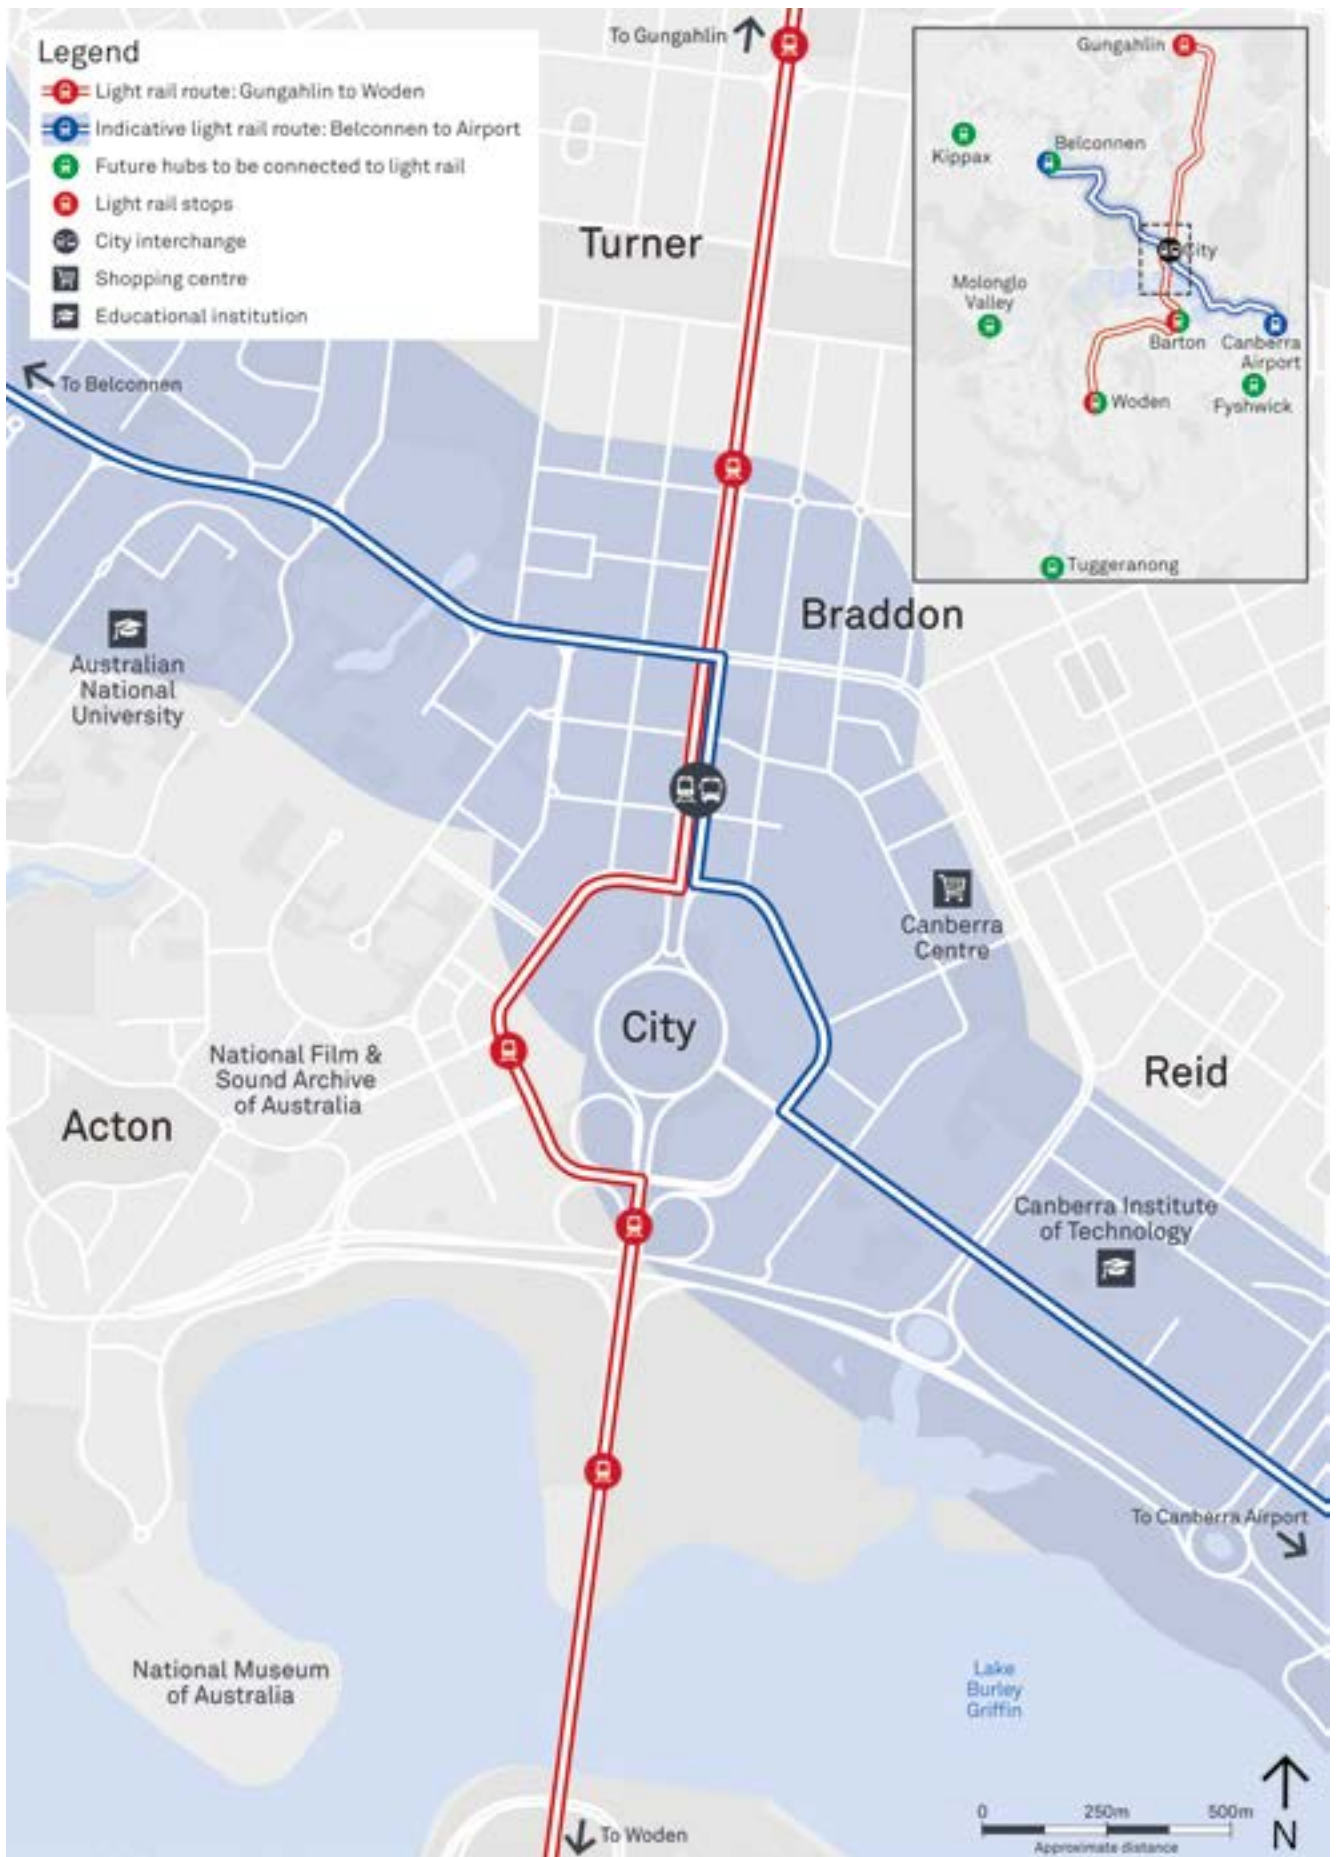 Legend
Light rail route: Gungahlin to Woden
Indicative light rail route: Belconnen to Airport
Future hubs to be connected to light rail
Light rail stops
City interchange
Shopping centre
Educational institution
To Gungahlin
Gungahlin
Kippax
Belconnen
City
Molonglo
Valley
Barton
Canberra
Airport
Woden
Fyshwick
Tuggeranong
Turner
To Belconnen
Braddon
Australian
National
University
Canberra
Centre
City
National Film &
Sound Archive
of Australia
Reid
Acton
Canberra Institute
of Technology
To Canberra Airport
National Museum
of Australia
Lake
Burley
Griffin
To Woden
0 250m 500m
Approximate distance
N